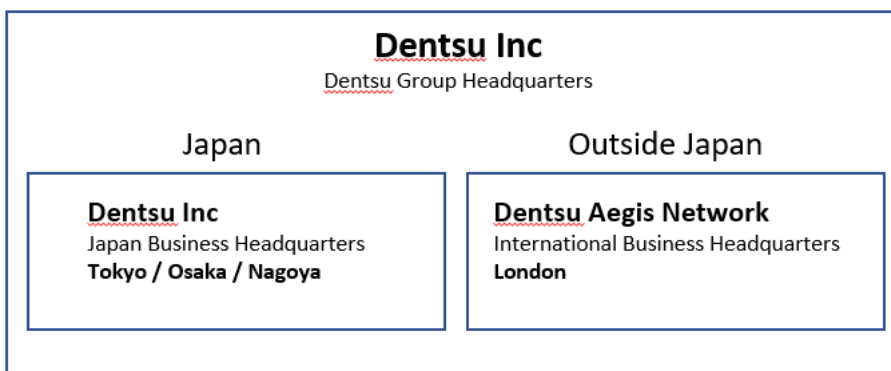 Dentsu Inc
Dentsu Group Headquarters
Japan
Outside Japan
Dentsu Inc
Japan Business Headquarters
Tokyo / Osaka / Nagoya
Dentsu Aegis Network
International Business Headquarters
London